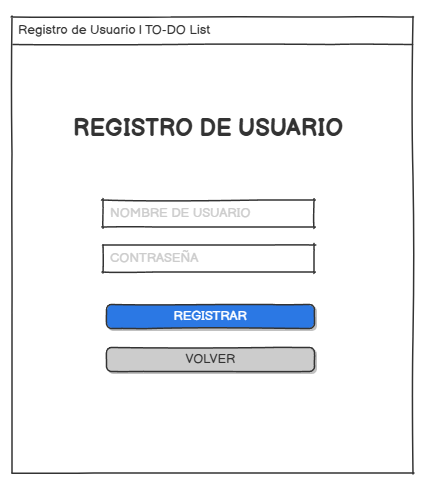 Registro de Usuario | TO-DO List
REGISTRO DE USUARIO
NOMBRE DE USUARIO
CONTRASEÑA
REGISTRAR
VOLVER